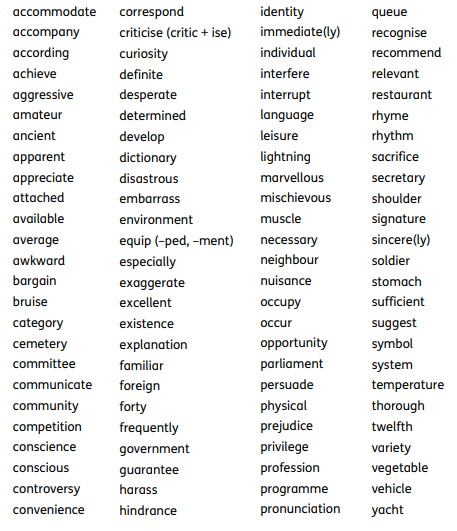 accommodate
accompany
according
achieve
aggressive
amateur
ancient
apparent
appreciate
attached
available
average
awkward
bargain
bruise
category
cemetery
committee
communicate
community
competition
conscience
conscious
controversy
convenience
correspond
criticise (critic + ise)
curiosity
definite
desperate
determined
develop
dictionary
disastrous
embarrass
environment
equip (–ped, –ment)
especially
exaggerate
excellent
existence
explanation
familiar
foreign
forty
frequently
government
guarantee
harass
hindrance
identity
immediate(ly)
individual
interfere
interrupt
language
leisure
lightning
marvellous
mischievous
muscle
necessary
neighbour
nuisance
occupy
occur
opportunity
parliament
persuade
physical
prejudice
privilege
profession
programme
pronunciation
queue
recognise
recommend
relevant
restaurant
rhyme
rhythm
sacrifice
secretary
shoulder
signature
sincere(ly)
soldier
stomach
sufficient
suggest
symbol
system
temperature
thorough
twelfth
variety
vegetable
vehicle
yacht